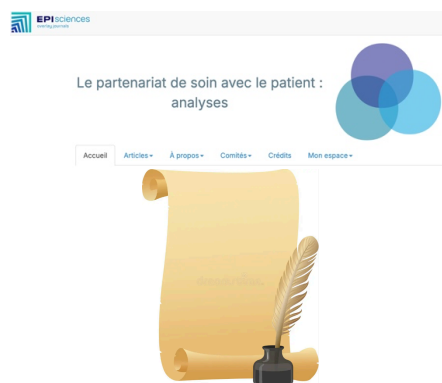 EPIsciences
overlay journals
Le partenariat de soin avec le patient :
analyses
Accueil Articles À propos Comités Crédits Mon espace